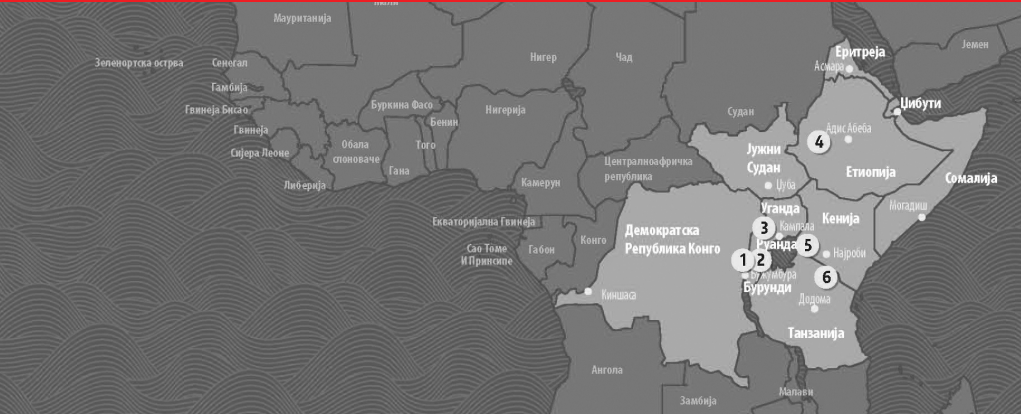 Мали
Мауританија
Зеленортска острва
Сенегал
Нигер
Чад
Еритреја
Асмара
Јемен
Гамбија
Гвинеја Бисао
Буркина Фасо
Нигерија
Судан
Џибути
Гвинеја
Бенин
Адис Абеба
4
Сијера Леоне
Обала
слоноваче
Того
Гана
Јужни
Судан
Централноафричка
република
Етиопија
Сомалија
Либерија
Камерун
Џуба
Екваторијална Гвинеја
Уганда
Кенија
Могадиш
3
Кампала
Демократска
Република Конго
Конго
Сао Томе
И Принсипе
Габон
Руанда
5
Најроби
1
2
Бужумбура
6
Бурунди
Киншаса
Додома
Танзанија
Ангола
Малави
Замбија